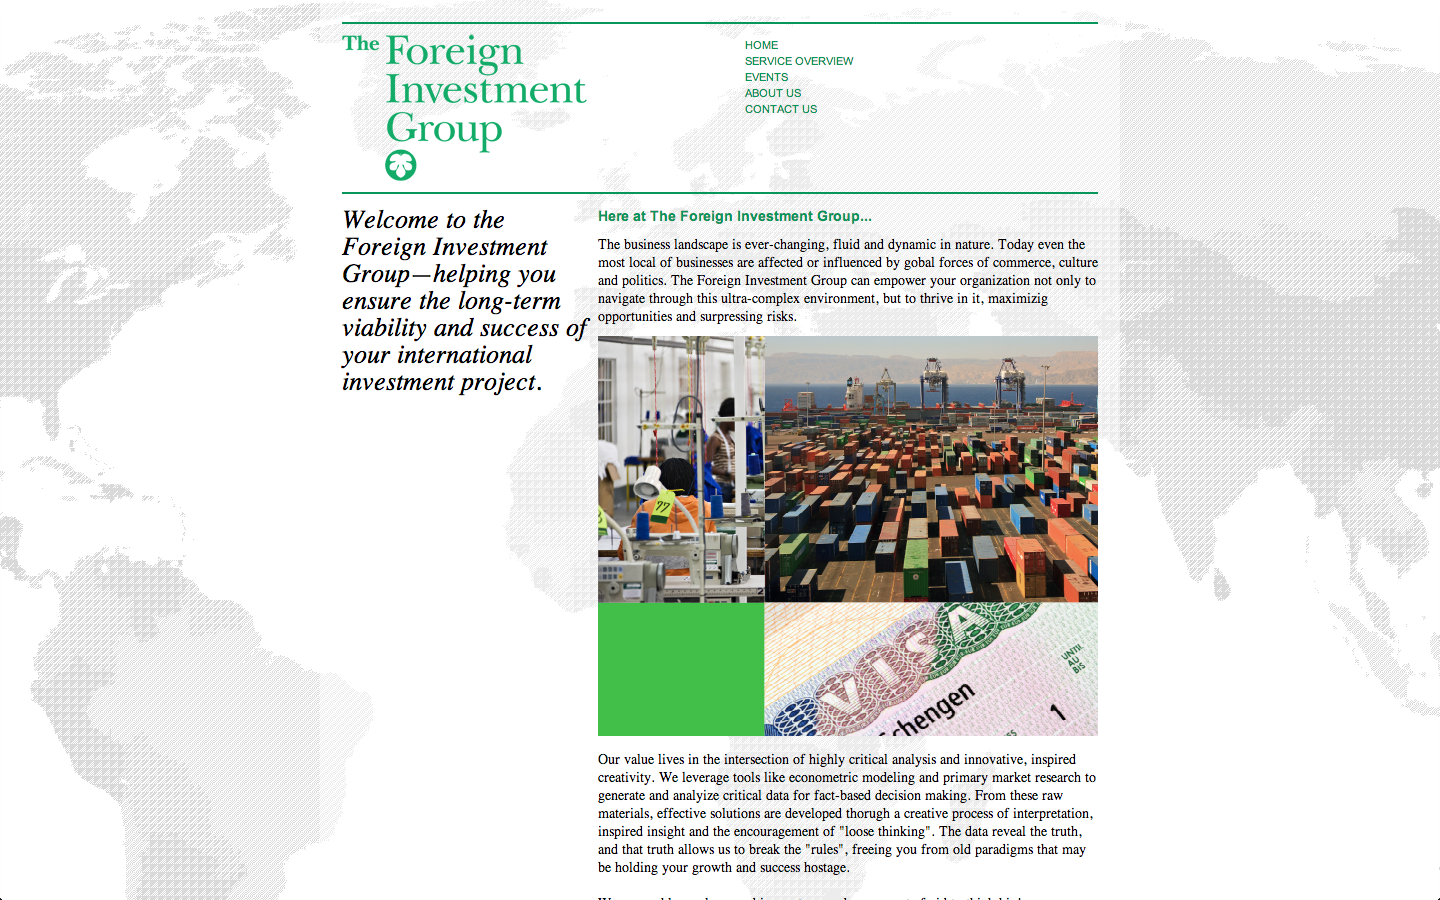 The Foreign
Investment
Group
HOME
SERVICE OVERVIEW
EVENTS
ABOUT US
CONTACT US
Welcome to the
Foreign Investment
Group—helping you
ensure the long-term
viability and success of
your international
investment project.
Here at The Foreign Investment Group...
The business landscape is ever-changing, fluid and dynamic in nature. Today even the
most local of businesses are affected or influenced by gobal forces of commerce, culture
and politics. The Foreign Investment Group can empower your organization not only to
navigate through this ultra-complex environment, but to thrive in it, maximizig
opportunities and surpressing risks.
77
VISA
UNTIL
AU
BIS
chengen
1
Our value lives in the intersection of highly critical analysis and innovative, inspired
creativity. We leverage tools like econometric modeling and primary market research to
generate and analyize critical data for fact-based decision making. From these raw
materials, effective solutions are developed thorugh a creative process of interpretation,
inspired insight and the encouragement of "loose thinking". The data reveal the truth,
and that truth allows us to break the "rules", freeing you from old paradigms that may
be holding your growth and success hostage.